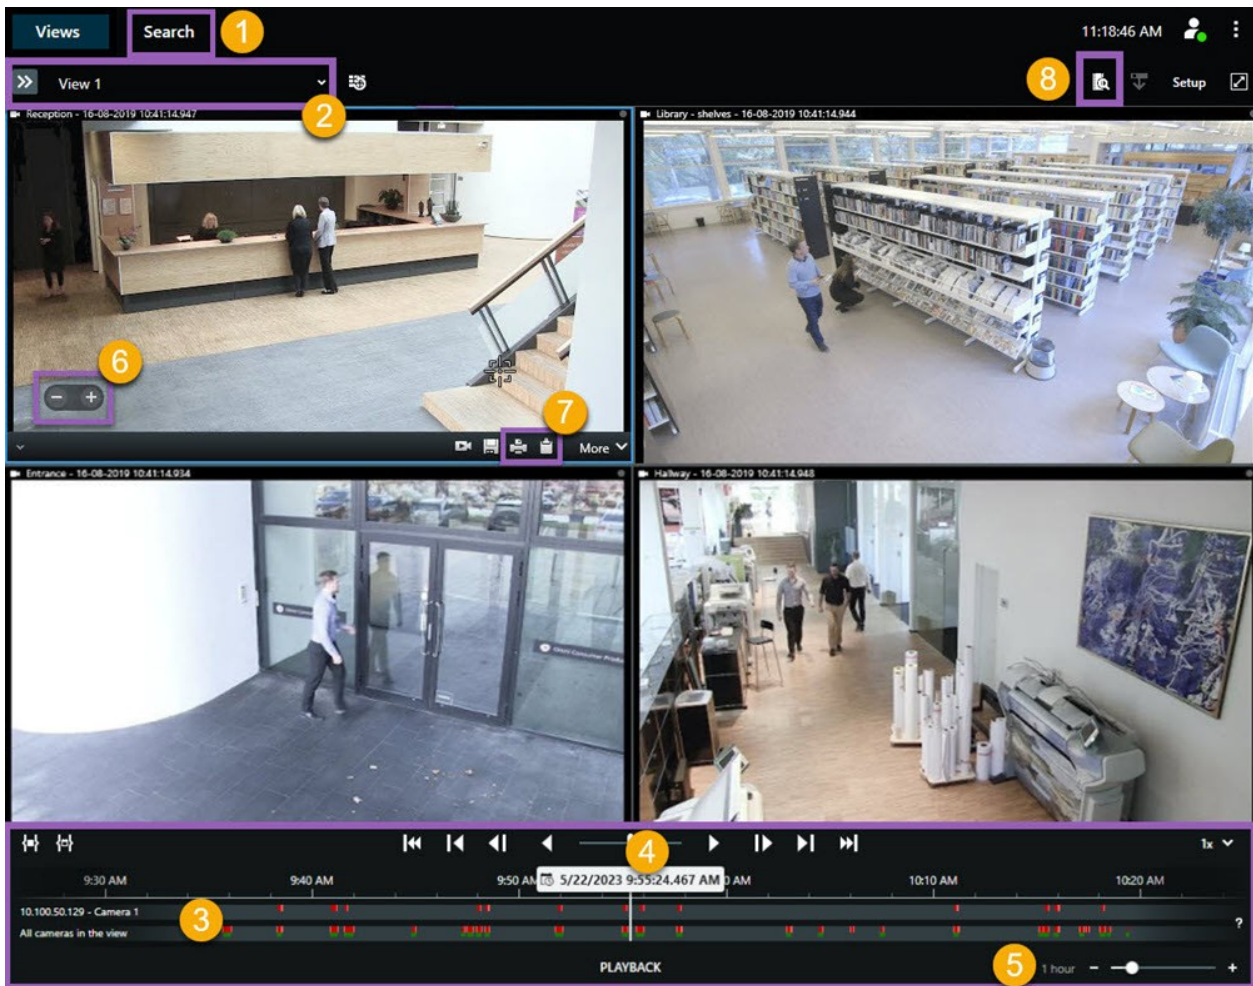 Views
Search
1
11:18:46 AM
View 1
2
8
Setup
Reception - 16-08-2019 10:41:14.947
Library - shelves - 16-08-2019 10:41:14.944
6
7
More
Entrance - 16-08-2019 10:41:14.934
Hallway - 16-08-2019 10:41:14.948
4
1x
9:30 AM
9:40 AM
9:50 AM
5/22/2023 9:55:24.467 AM
0 AM
10:10 AM
10:20 AM
10.100.50.129 - Camera 1
3
All cameras in the view
?
PLAYBACK
5
1 hour